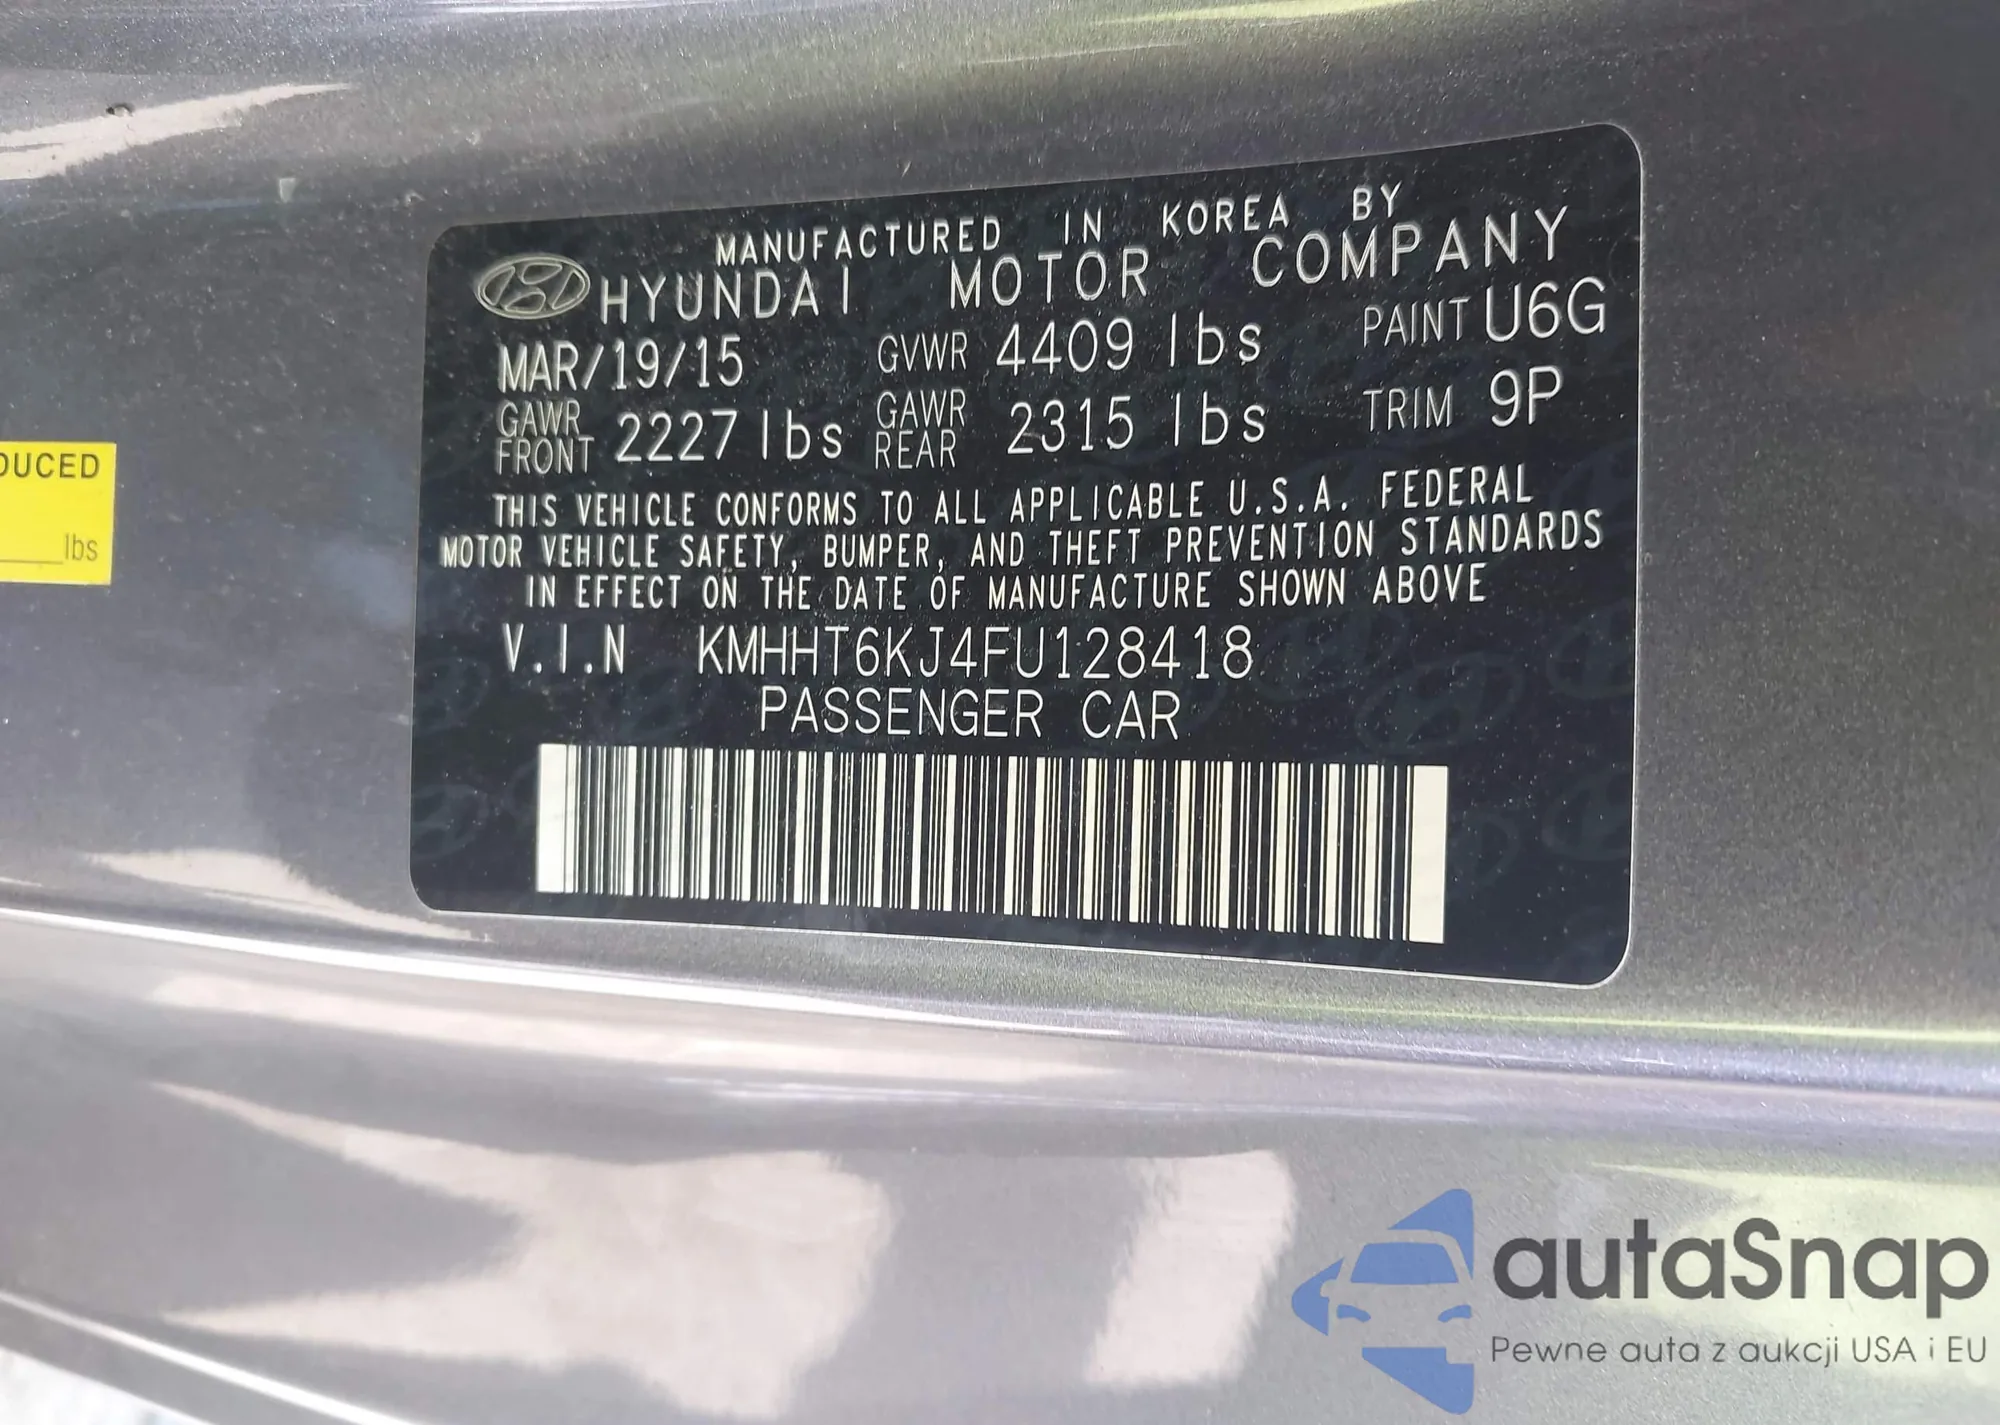 MANUFACTURED IN KOREA BY
HYUNDAI MOTOR COMPANY
MAR/19/15 GVWR 4409 lbs PAINT U6G
GAWR FRONT 2227 lbs GAWR REAR 2315 lbs TRIM 9P
THIS VEHICLE CONFORMS TO ALL APPLICABLE U.S.A. FEDERAL
MOTOR VEHICLE SAFETY, BUMPER, AND THEFT PREVENTION STANDARDS
IN EFFECT ON THE DATE OF MANUFACTURE SHOWN ABOVE
V.I.N KMHHT6KJ4FU128418
PASSENGER CAR
DUCED
lbs
autaSnap
Pewne auta z aukcji USA i EU